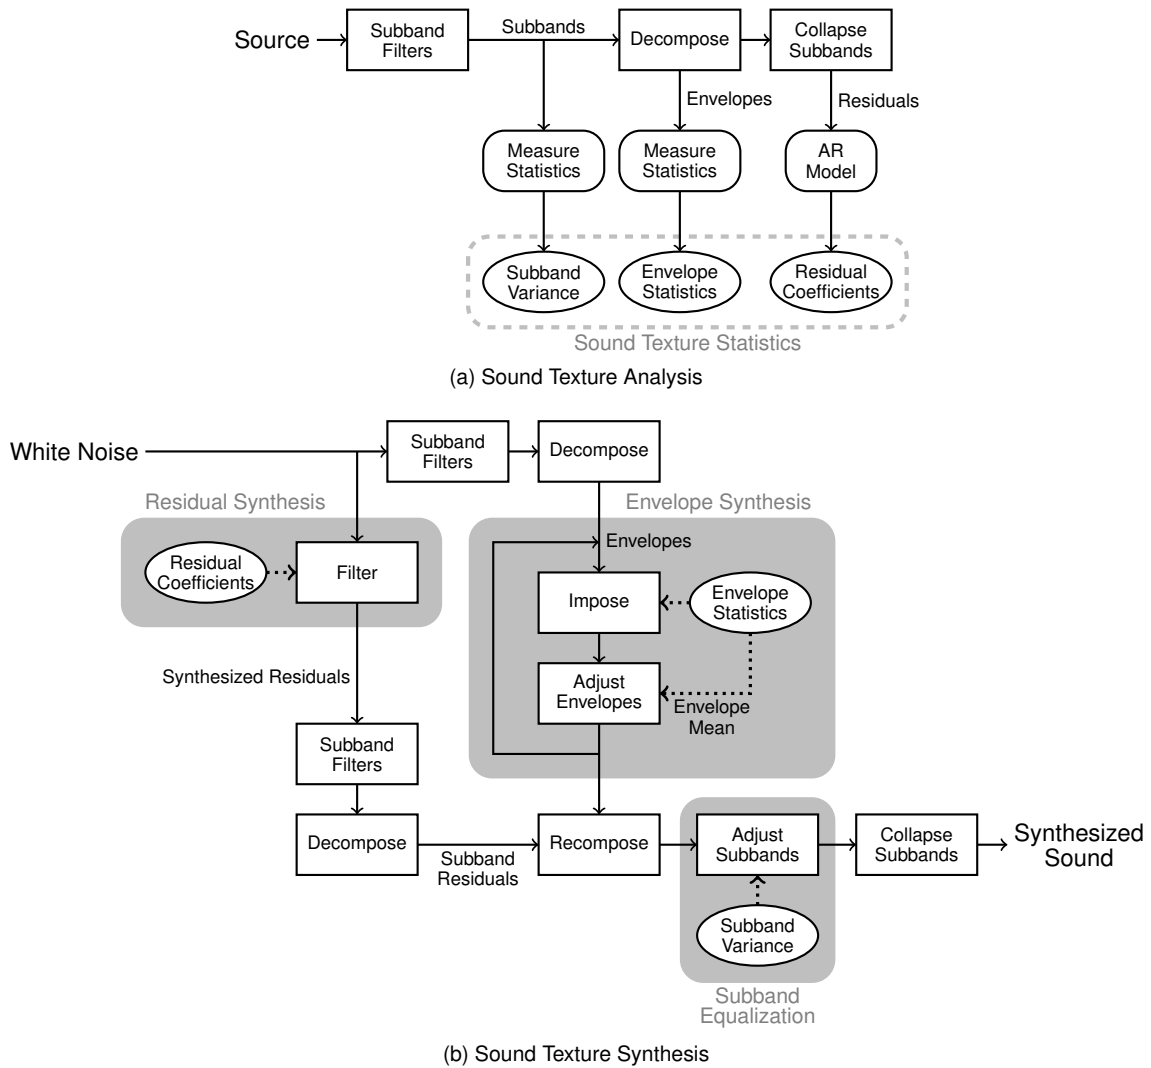 Source
Subband
Filters
Subbands
Decompose
Collapse
Subbands
Envelopes
Residuals
Measure
Statistics
Measure
Statistics
AR
Model
Subband
Variance
Envelope
Statistics
Residual
Coefficients
Sound Texture Statistics
(a) Sound Texture Analysis
White Noise
Subband
Filters
Decompose
Residual Synthesis
Envelope Synthesis
Residual
Coefficients
Filter
Envelopes
Impose
Envelope
Statistics
Synthesized Residuals
Adjust
Envelopes
Envelope
Mean
Subband
Filters
Decompose
Subband
Residuals
Recompose
Adjust
Subbands
Collapse
Subbands
Synthesized
Sound
Subband
Variance
Subband
Equalization
(b) Sound Texture Synthesis